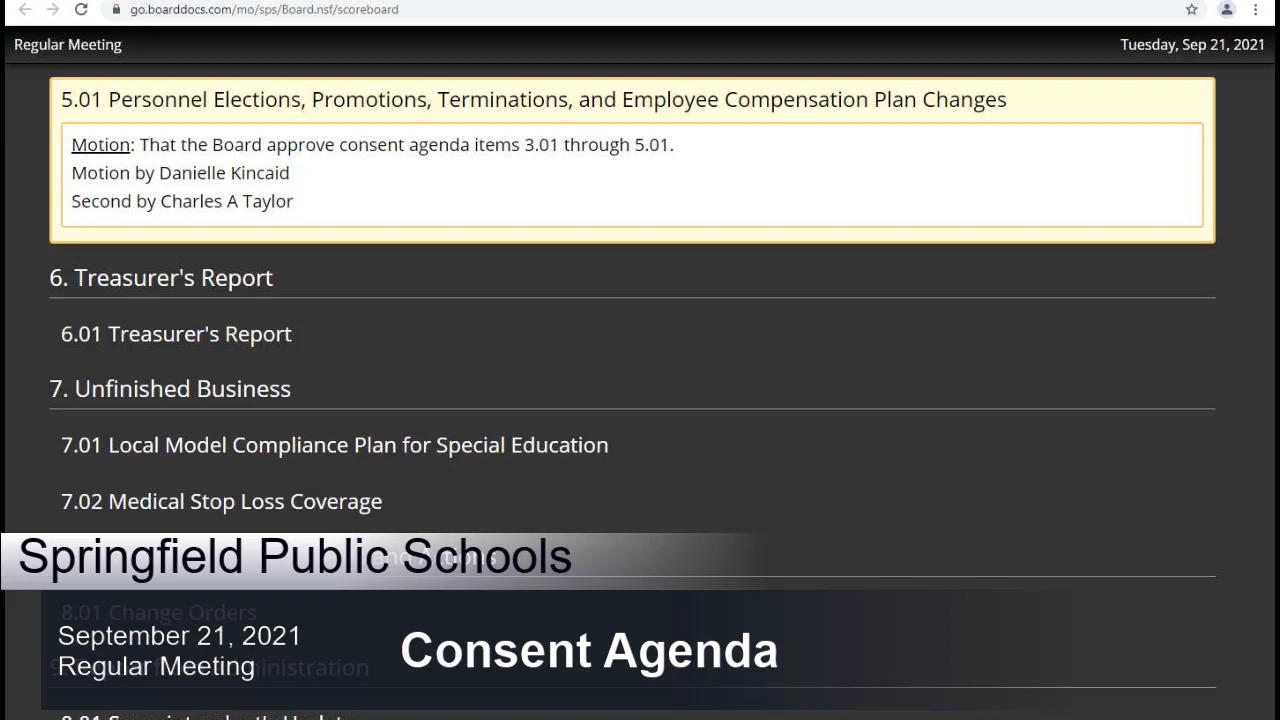 go.boarddocs.com/mo/sps/Board.nsf/scoreboard
Regular Meeting
Tuesday, Sep 21, 2021
5.01 Personnel Elections, Promotions, Terminations, and Employee Compensation Plan Changes
Motion: That the Board approve consent agenda items 3.01 through 5.01.
Motion by Danielle Kincaid
Second by Charles A Taylor
6. Treasurer's Report
6.01 Treasurer's Report
7. Unfinished Business
7.01 Local Model Compliance Plan for Special Education
7.02 Medical Stop Loss Coverage
Springfield Public Schools
8.01 Change Orders
September 21, 2021
Regular Meeting
Consent Agenda